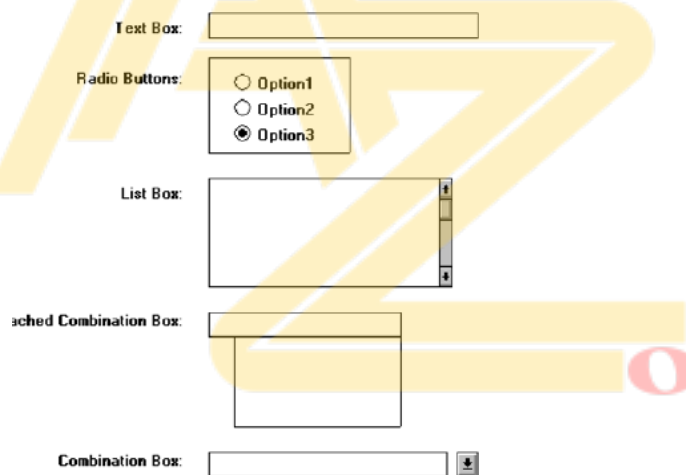 Text Box:
Radio Buttons:
Option1
Option2
Option3
List Box:
ached Combination Box:
Combination Box: